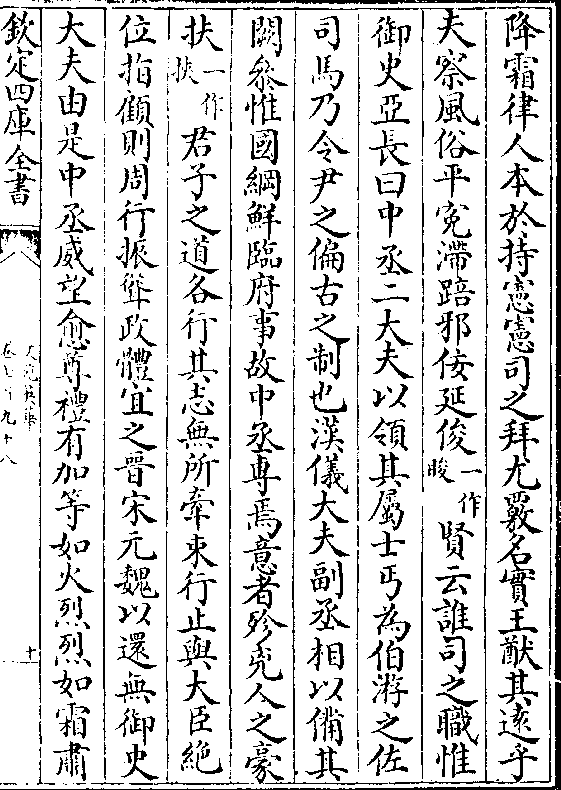 降霜律人本於持憲憲司之拜尤覈名實王猷其遠乎
夫察風俗平寃滯踣邪佞延俊一作畯賢云誰司之職惟
御史亞長曰中丞二大夫以領其屬士丐為伯游之佐
司馬乃令尹之偏古之制也漢儀大夫副丞相以備其
闕叅惟國綱鮮臨府事故中丞專焉意者殄兇人之豪
扶一作扶君子之道各行其志無所牽束行止與大臣絶
位指顧則周行振聳政體宜之晉宋元魏以還無御史
大夫由是中丞威望愈尊禮有加等如火烈烈如霜肅
欽定四庫全書
文苑英華
卷七百九十八
十